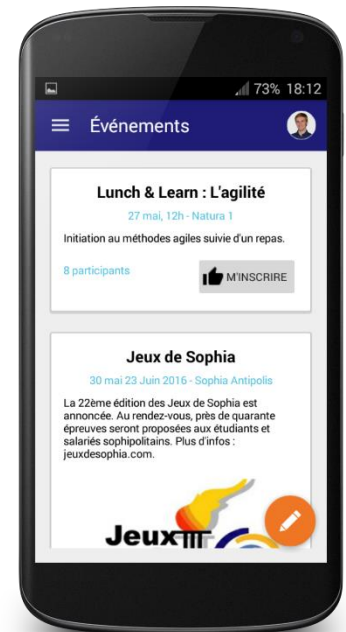 73% 18:12
Événements
Lunch & Learn : L'agilité
27 mai, 12h - Natura 1
Initiation au méthodes agiles suivie d'un repas.
8 participants
M'INSCRIRE
Jeux de Sophia
30 mai 23 Juin 2016 - Sophia Antipolis
La 22ème édition des Jeux de Sophia est
annoncée. Au rendez-vous, près de quarante
épreuves seront proposées aux étudiants et
salariés sophipolitains. Plus d'infos :
jeuxdesophia.com.
Jeux